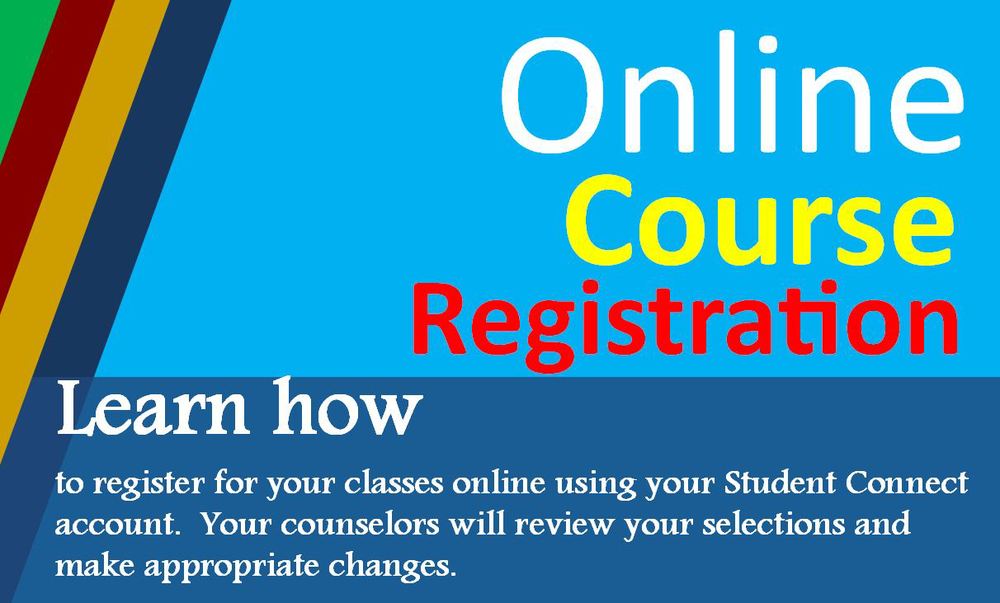 Online
Course
Registration
Learn how
to register for your classes online using your Student Connect
account.  Your counselors will review your selections and
make appropriate changes.